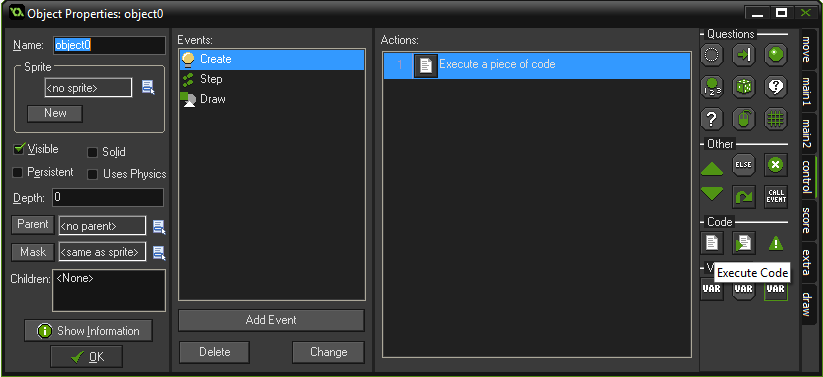 Object Properties: object0
Name: object0
Sprite
<no sprite>
New
Visible
Solid
Persistent
Uses Physics
Depth: 0
Parent <no parent>
Mask <same as sprite>
Children: <None>
Show Information
OK
Events:
Create
Step
Draw
Add Event
Delete
Change
Actions:
1 Execute a piece of code
Questions
1 2 3
?
?
Other
ELSE
CALL EVENT
Code
Execute Code
VAR VAR VAR
move
main1
main2
control
score
extra
draw